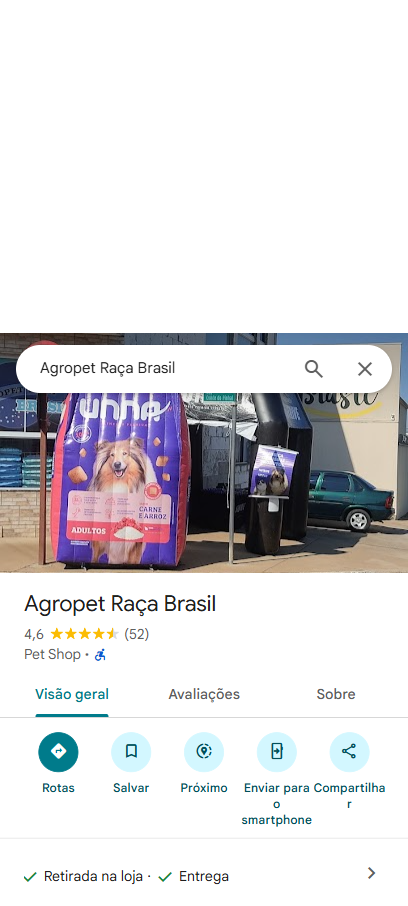 Agropet Raça Brasil
CARNE
E ARROZ
ADULTOS
Agropet Raça Brasil
4,6 (52)
Pet Shop ·
Visão geral
Avaliações
Sobre
Rotas
Salvar
Próximo
Enviar para
o
smartphone
Compartilha
r
Retirada na loja ·
Entrega